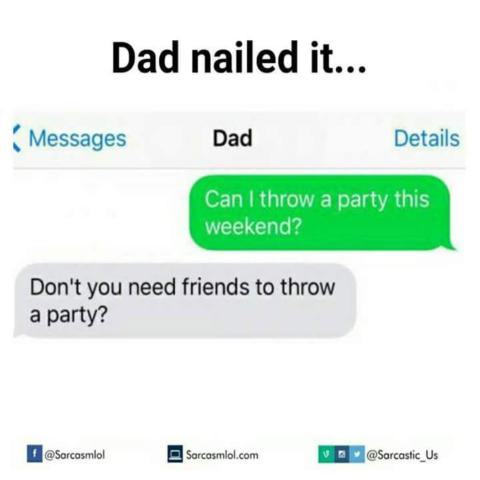 Dad nailed it...
Messages Dad Details
Can I throw a party this
weekend?
Don't you need friends to throw
a party?
@Sarcasmlol Sarcasmlol.com @Sarcastic_Us